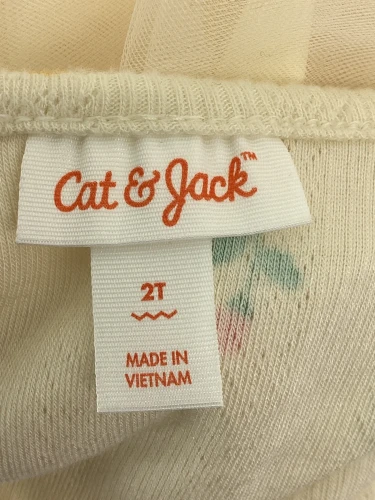 Cat & Jack™
2T
MADE IN
VIETNAM